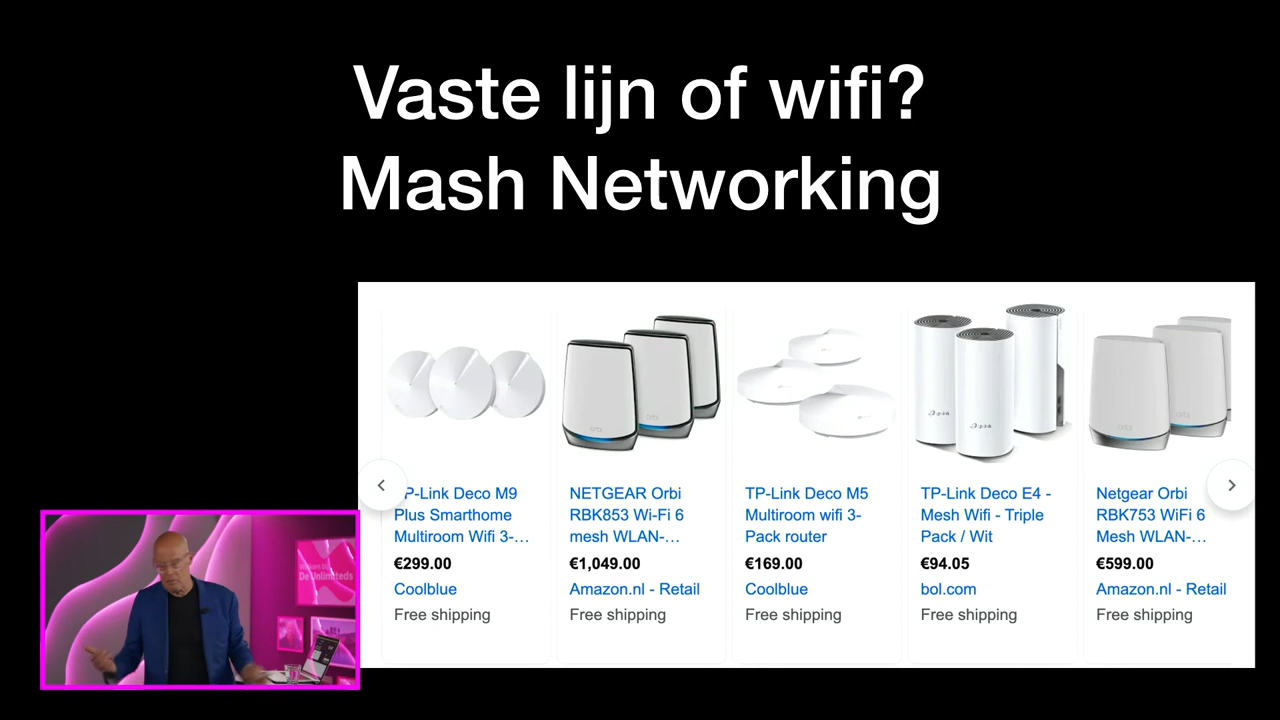 Vaste lijn of wifi?
Mash Networking
TP-Link Deco M9
Plus Smarthome
Multiroom Wifi 3-…
€299.00
Coolblue
Free shipping
NETGEAR Orbi
RBK853 Wi-Fi 6
mesh WLAN-…
€1,049.00
Amazon.nl - Retail
Free shipping
TP-Link Deco M5
Multiroom wifi 3-
Pack router
€169.00
Coolblue
Free shipping
TP-Link Deco E4 -
Mesh Wifi - Triple
Pack / Wit
€94.05
bol.com
Free shipping
Netgear Orbi
RBK753 WiFi 6
Mesh WLAN-…
€599.00
Amazon.nl - Retail
Free shipping
De Unlimiteds